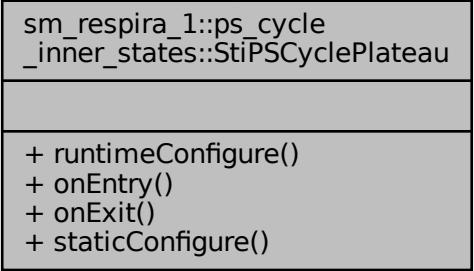 sm_respira_1::ps_cycle
_inner_states::StiPSCyclePlateau
+ runtimeConfigure()
+ onEntry()
+ onExit()
+ staticConfigure()